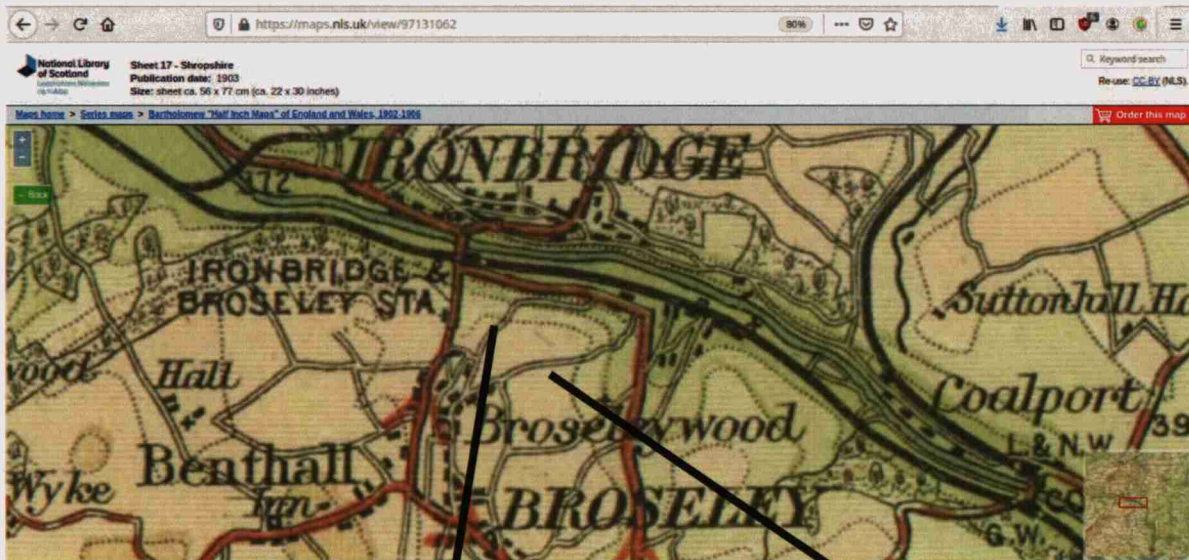 https://maps.nls.uk/view/97131062
80%
National Library
of Scotland
Sheet 17 - Shropshire
Publication date: 1903
Size: sheet ca. 56 x 77 cm (ca. 22 x 30 inches)
Keyword search
Re-use: CC-BY (NLS)
Maps home > Series maps > Bartholomew "Half Inch Maps" of England and Wales, 1902-1906
Order this map
+
-
← Back
IRONBRIDGE
172
IRONBRIDGE &
BROSELEY STA.
Suttonhill H
wood
Hall
Coalport
Broseleywood
39
L. & N.W
Benthall
Wyke
Inn
BROSELEY
CO
G.W.